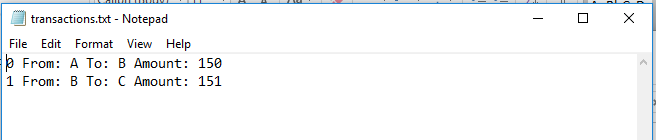 transactions.txt - Notepad
File Edit Format View Help
0 From: A To: B Amount: 150
1 From: B To: C Amount: 151